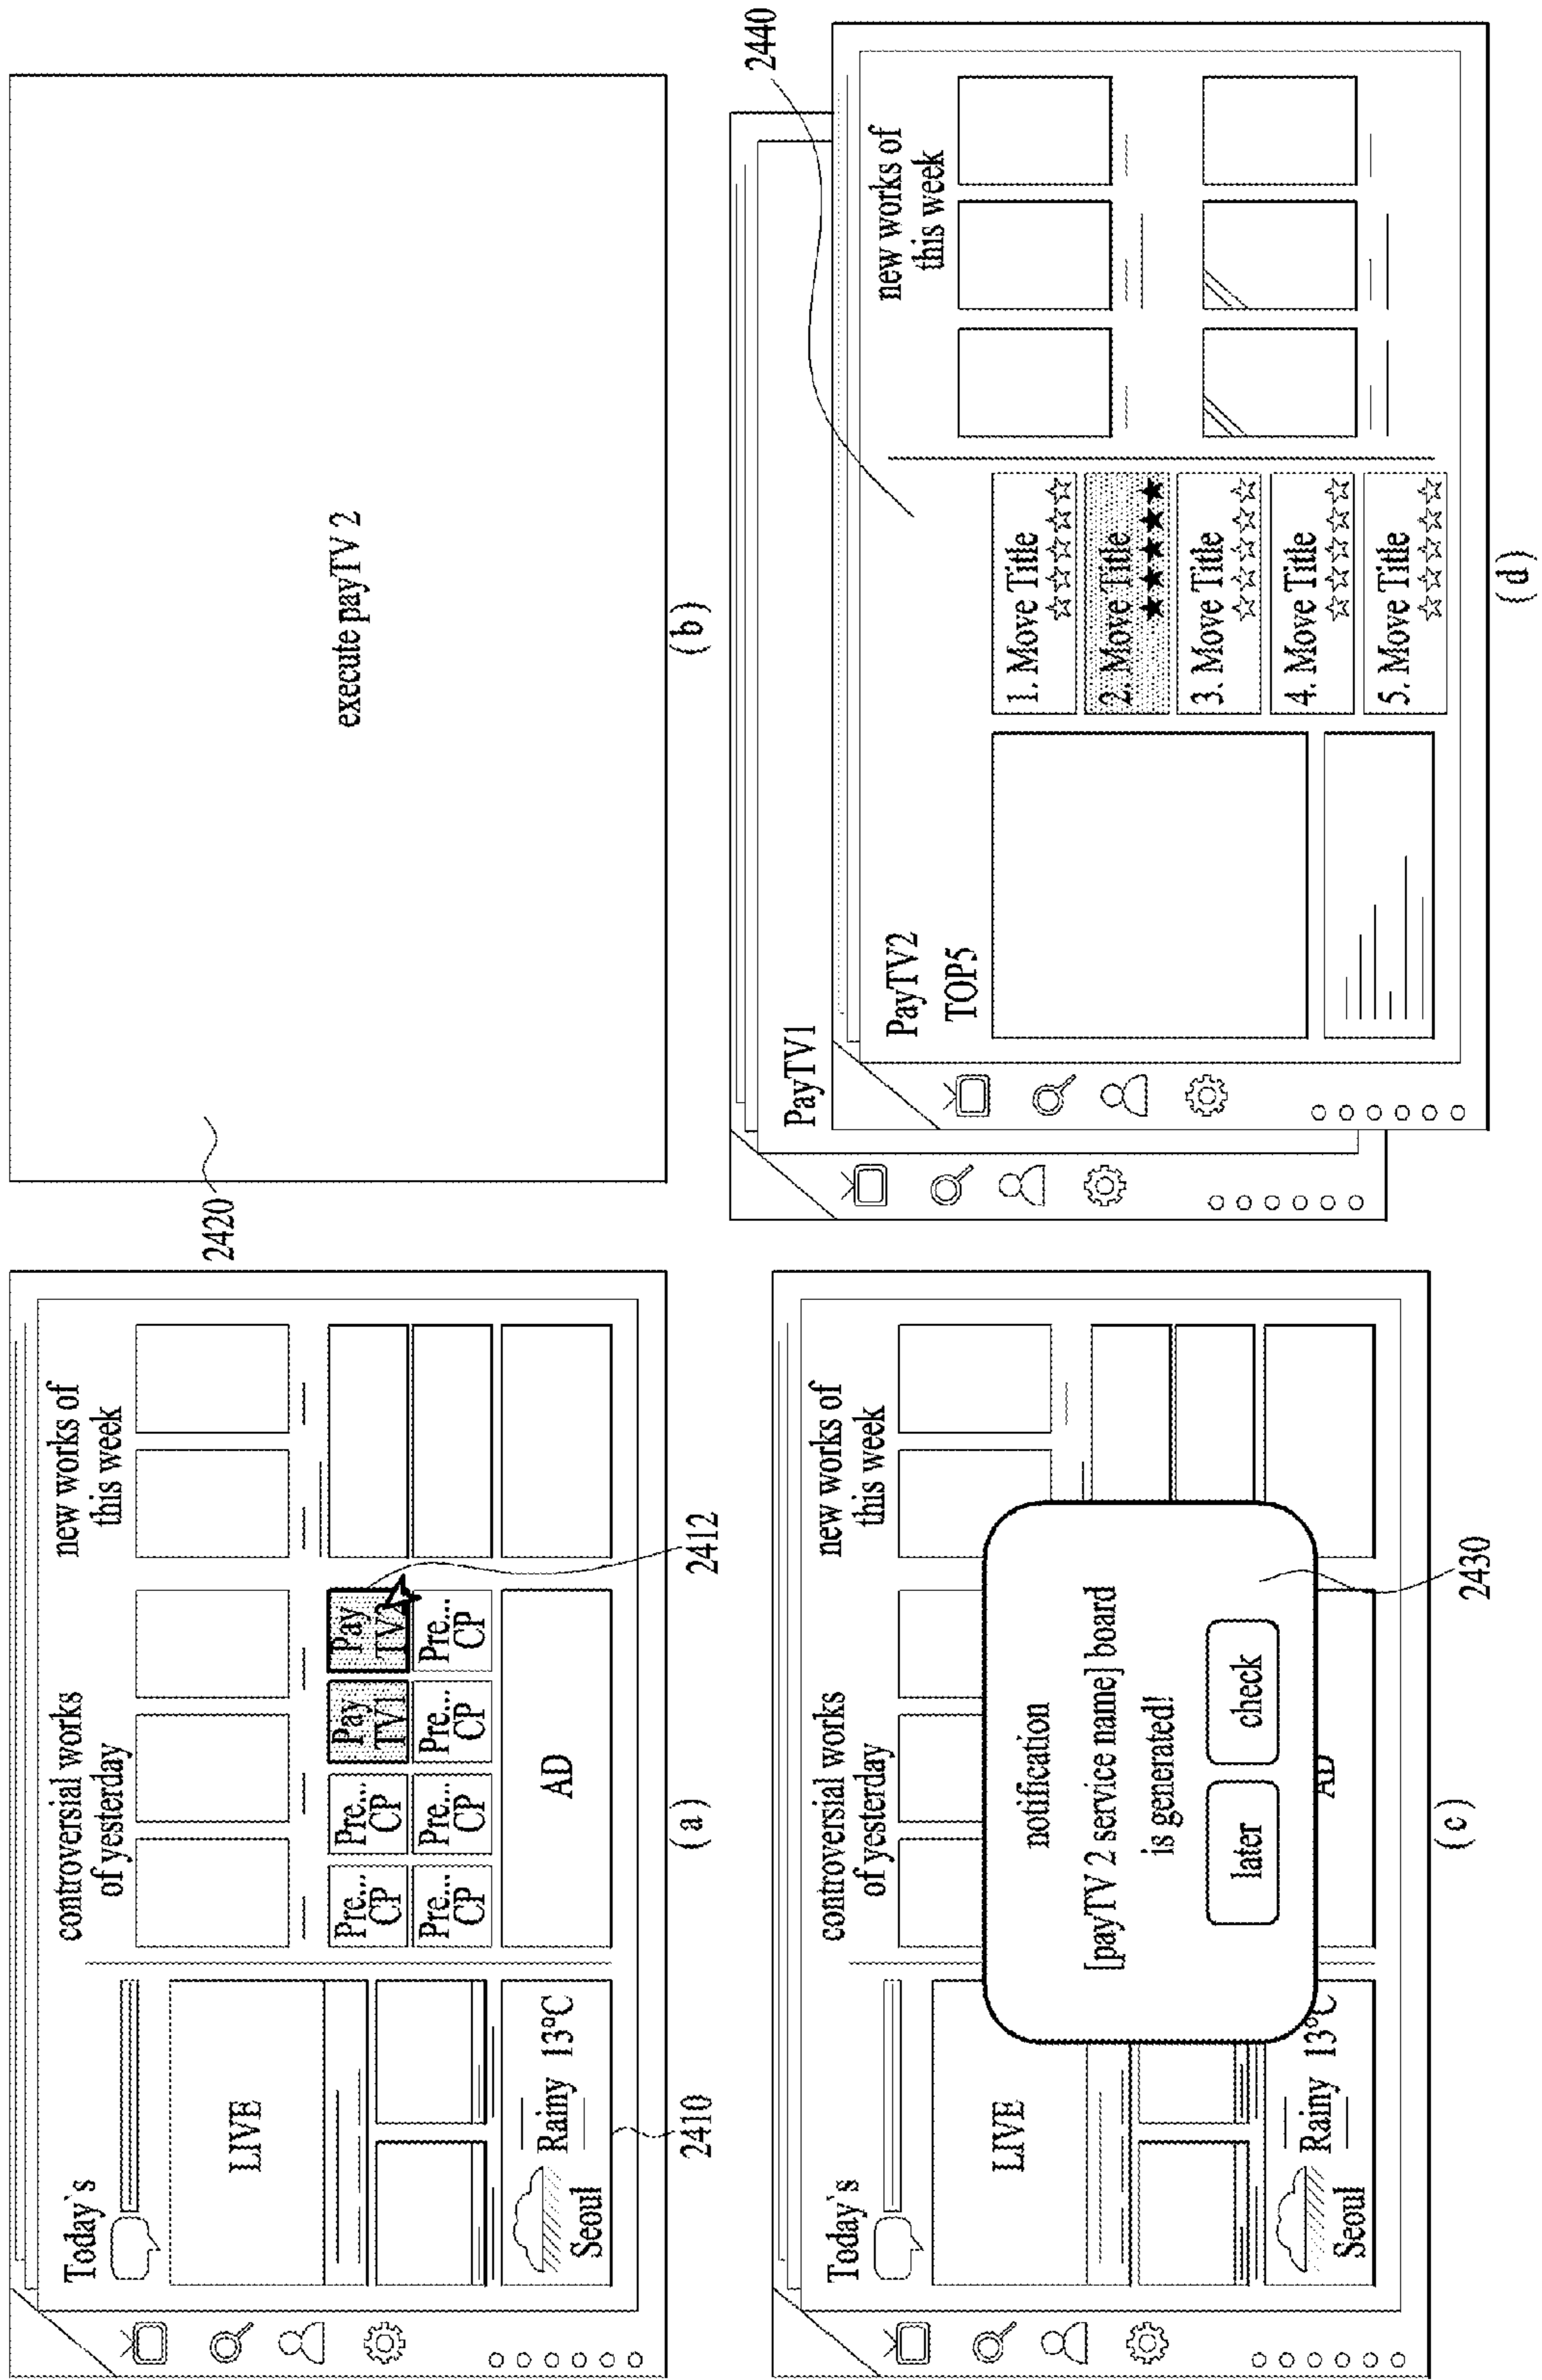 Today`s
LIVE
Rainy 13°C
Seoul
2410
controversial works
of yesterday
new works of
this week
Pre...
CP
Pre...
CP
Pay
TV1
Pay
TV2
Pre...
CP
Pre...
CP
Pre...
CP
Pre...
CP
AD
2412
(a)
2420
execute payTV 2
(b)
Today`s
LIVE
Rainy 13°C
Seoul
controversial works
of yesterday
new works of
this week
notification
[payTV 2 service name] board
is generated!
later
check
AD
2430
(c)
2440
PayTV1
PayTV2
TOP5
1. Move Title
☆☆☆☆☆
2. Move Title
★★★★★
3. Move Title
☆☆☆☆☆
4. Move Title
☆☆☆☆☆
5. Move Title
☆☆☆☆☆
new works of
this week
(d)